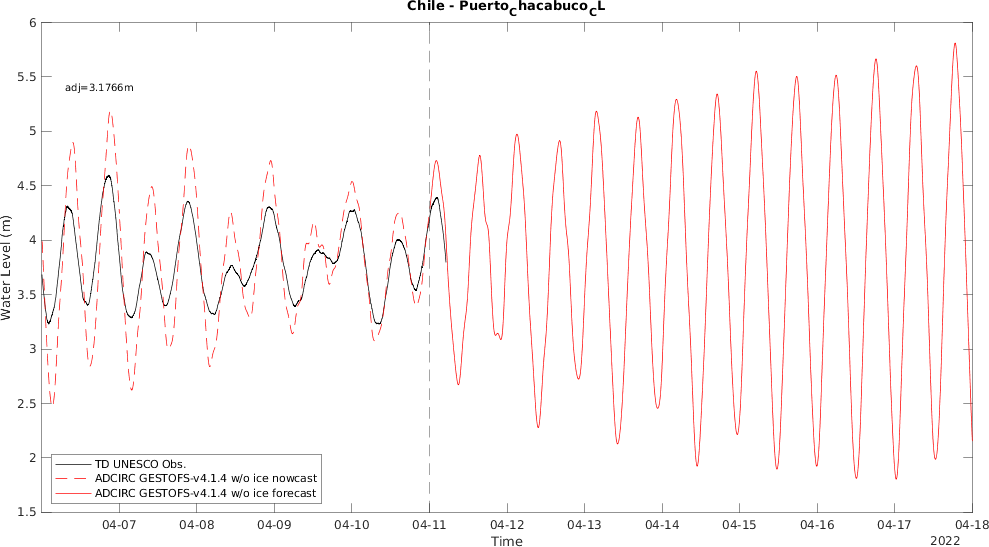 Chile - PuertoChacabucoCL
6
5.5
5
4.5
4
3.5
3
2.5
2
1.5
Water Level (m)
adj=3.1766m
TD UNESCO Obs.
ADCIRC GESTOFS-v4.1.4 w/o ice nowcast
ADCIRC GESTOFS-v4.1.4 w/o ice forecast
04-07 04-08 04-09 04-10 04-11 04-12 04-13 04-14 04-15 04-16 04-17 04-18
Time
2022